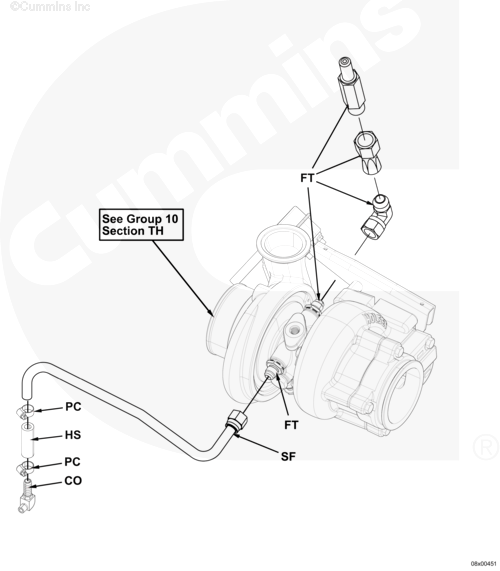 ©Cummins Inc
Cummins
®
FT
See Group 10
Section TH
PC
HS
PC
CO
FT
SF
08x00451